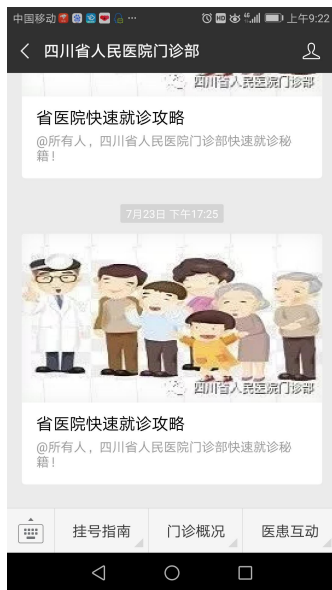 中国移动 ··· HD 4G 上午9:22
四川省人民医院门诊部
四川省人民医院门诊部
省医院快速就诊攻略
@所有人，四川省人民医院门诊部快速就诊秘
籍！
7月23日 下午17:25
四川省人民医院门诊部
省医院快速就诊攻略
@所有人，四川省人民医院门诊部快速就诊秘
籍！
挂号指南 门诊概况 医患互动